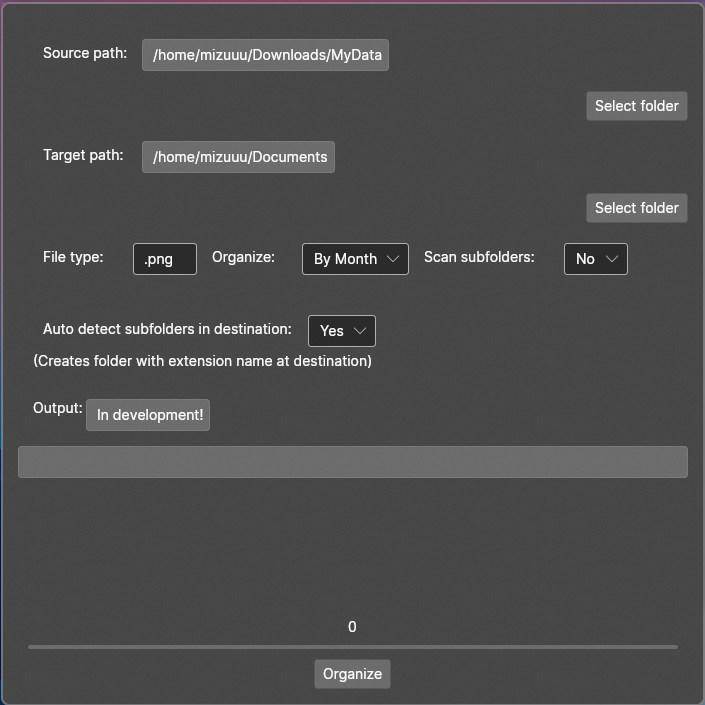 Source path: /home/mizuuu/Downloads/MyData
Select folder
Target path: /home/mizuuu/Documents
Select folder
File type: .png Organize: By Month Scan subfolders: No
Auto detect subfolders in destination: Yes
(Creates folder with extension name at destination)
Output: In development!
0
Organize